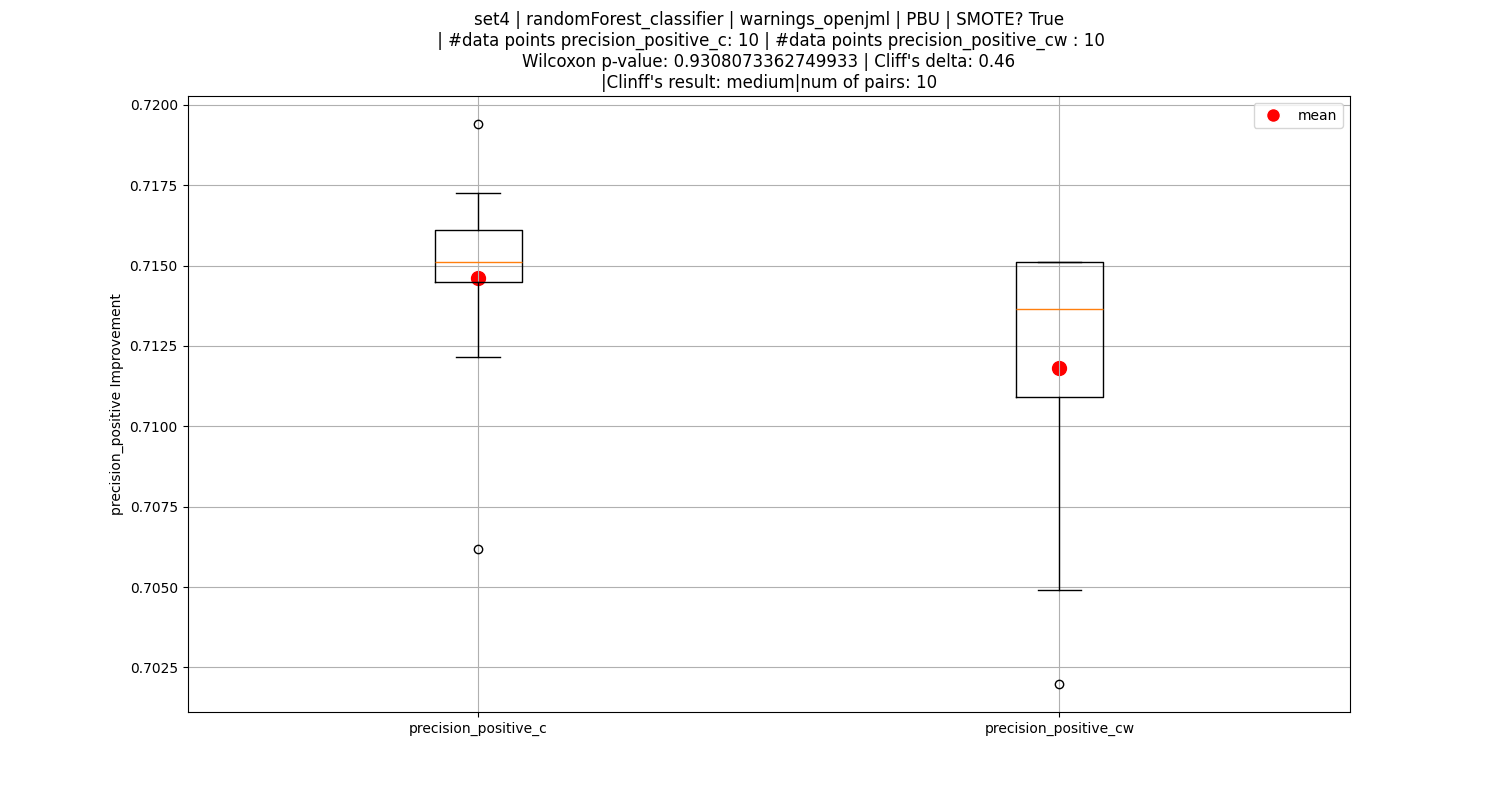 set4 | randomForest_classifier | warnings_openjml | PBU | SMOTE? True
| #data points precision_positive_c: 10 | #data points precision_positive_cw : 10
Wilcoxon p-value: 0.9308073362749933 | Cliff's delta: 0.46
|Clinff's result: medium|num of pairs: 10
mean
0.7200
0.7175
0.7150
0.7125
0.7100
0.7075
0.7050
0.7025
precision_positive Improvement
precision_positive_c
precision_positive_cw